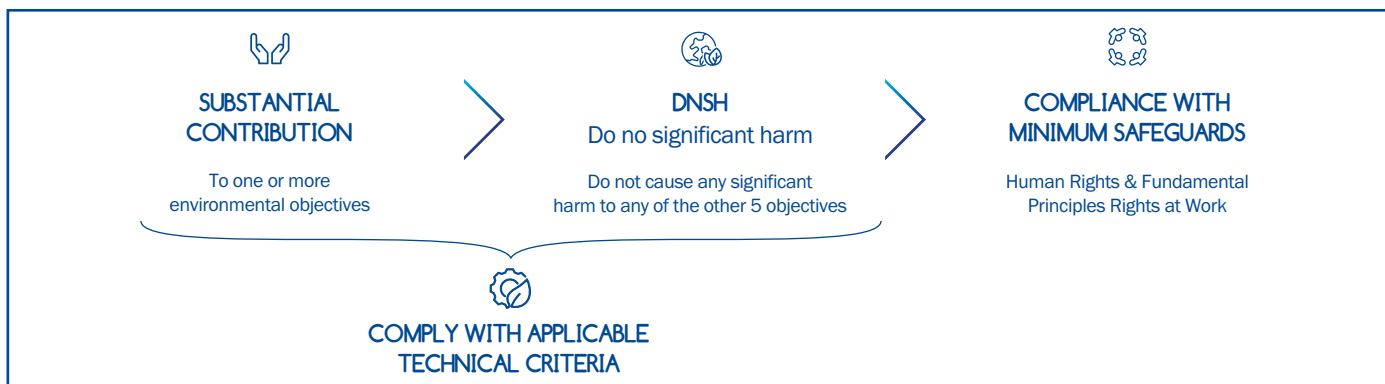 SUBSTANTIAL
CONTRIBUTION
To one or more
environmental objectives
DNSH
Do no significant harm
Do not cause any significant
harm to any of the other 5 objectives
COMPLIANCE WITH
MINIMUM SAFEGUARDS
Human Rights & Fundamental
Principles Rights at Work
COMPLY WITH APPLICABLE
TECHNICAL CRITERIA